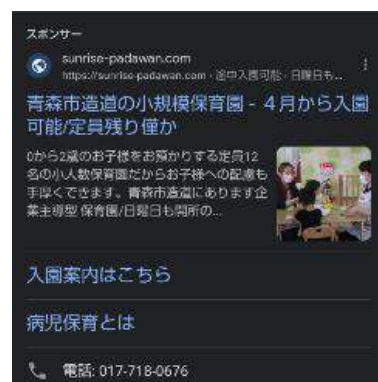 スポンサー
sunrise-padawan.com
https://sunrise-padawan.com › 途中入園可能 › 日曜日も...
青森市造道の小規模保育園 - ４月から入園
可能/定員残り僅か
0から2歳のお子様をお預かりする定員12
名の小人数保育園だからお子様への配慮も
手厚くできます。青森市造道にあります企
業主導型 保育園/日曜日も開所の...
入園案内はこちら
病児保育とは
電話: 017-718-0676